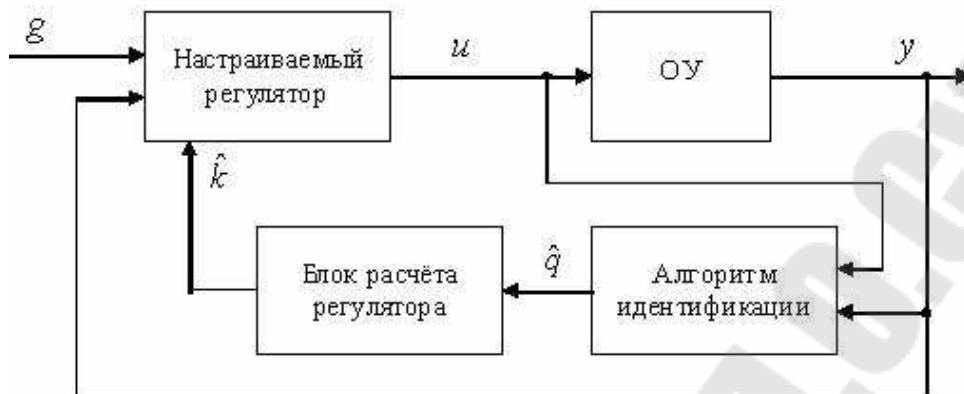 g
Настраиваемый
регулятор
u
ОУ
y
k̂
Блок расчёта
регулятора
q̂
Алгоритм
идентификации